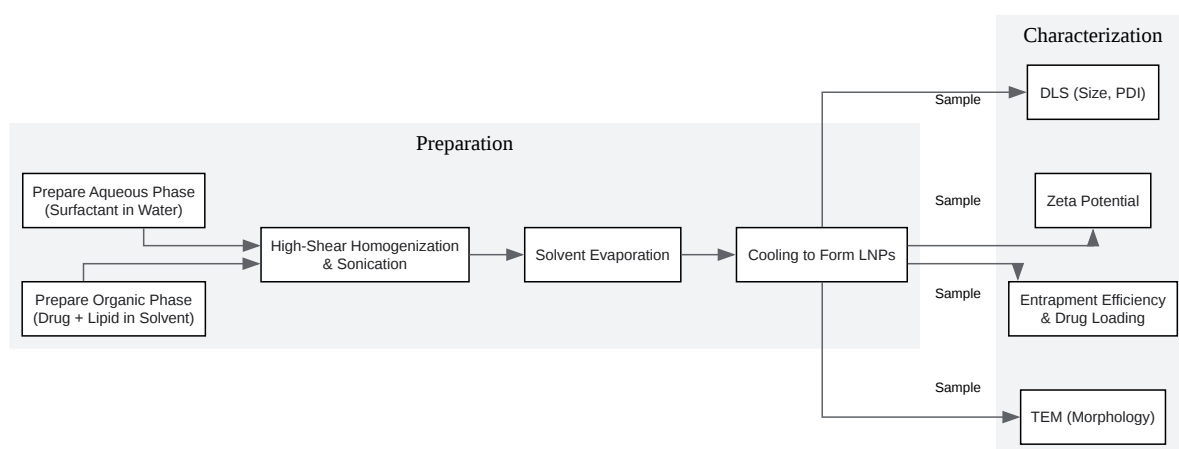 Preparation
Prepare Aqueous Phase
(Surfactant in Water)
Prepare Organic Phase
(Drug + Lipid in Solvent)
High-Shear Homogenization
& Sonication
Solvent Evaporation
Cooling to Form LNPs
Sample
Sample
Sample
Sample
Characterization
DLS (Size, PDI)
Zeta Potential
Entrapment Efficiency
& Drug Loading
TEM (Morphology)